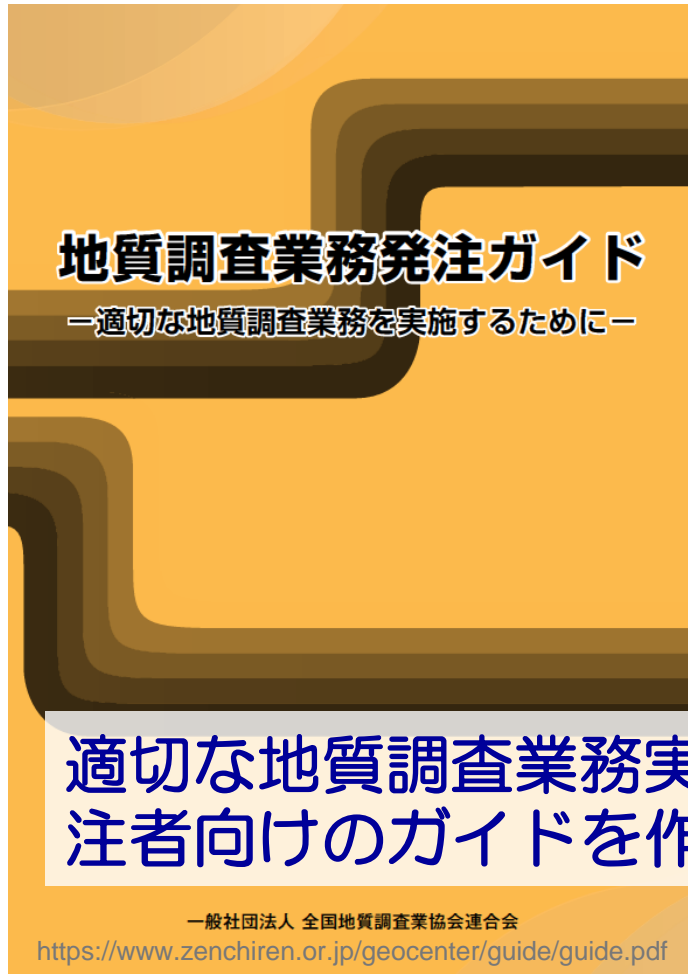 地質調査業務発注ガイド
－適切な地質調査業務を実施するために－
適切な地質調査業務実
注者向けのガイドを作
一般社団法人 全国地質調査業協会連合会
https://www.zenchiren.or.jp/geocenter/guide/guide.pdf